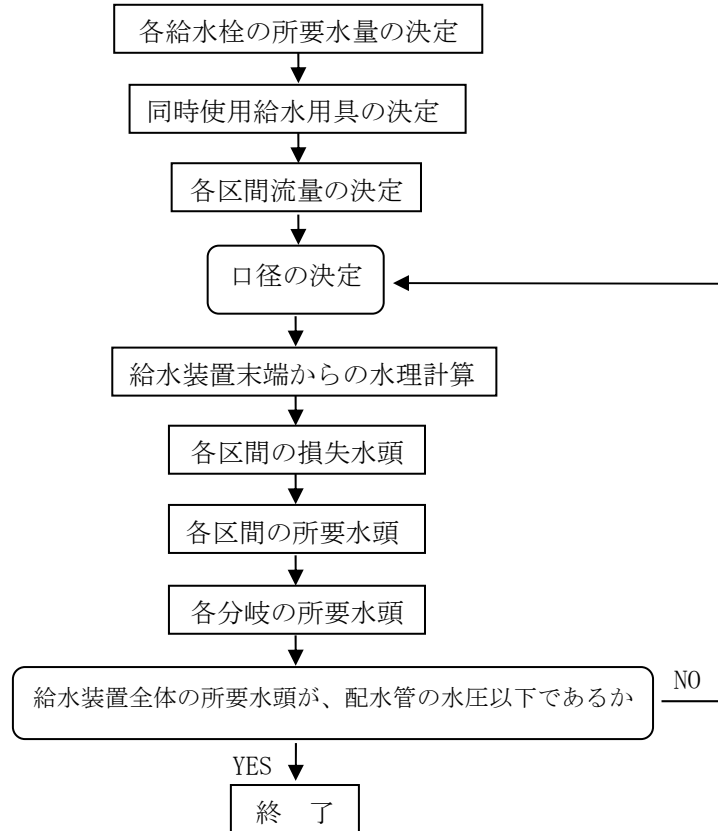 各給水栓の所要水量の決定
同時使用給水用具の決定
各区間流量の決定
口径の決定
給水装置末端からの水理計算
各区間の損失水頭
各区間の所要水頭
各分岐の所要水頭
給水装置全体の所要水頭が、配水管の水圧以下であるか
NO
YES
終　了